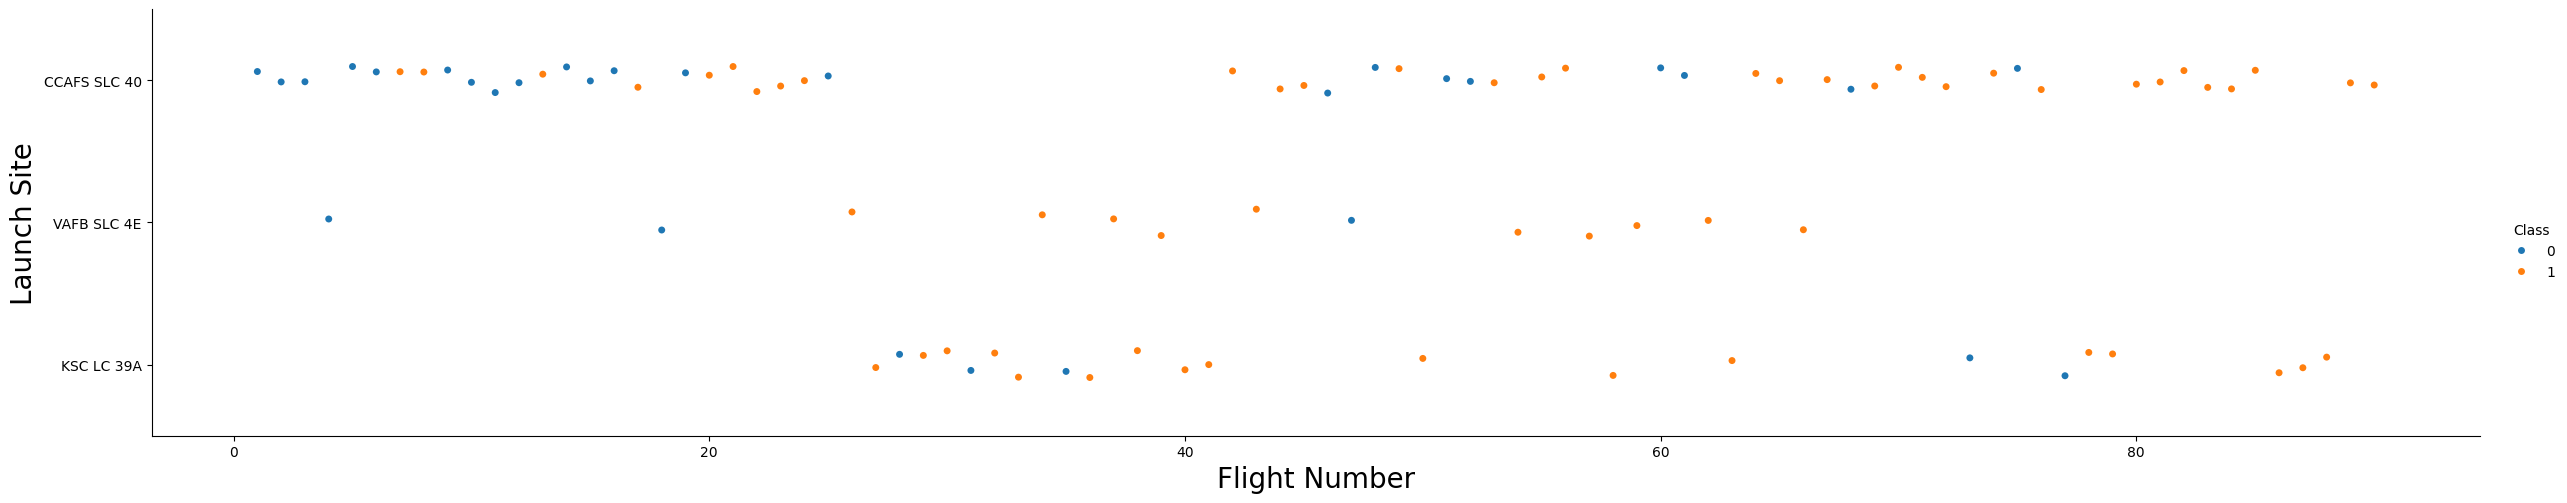 Launch Site
CCAFS SLC 40
VAFB SLC 4E
KSC LC 39A
0 20 40 60 80
Flight Number
Class
0
1